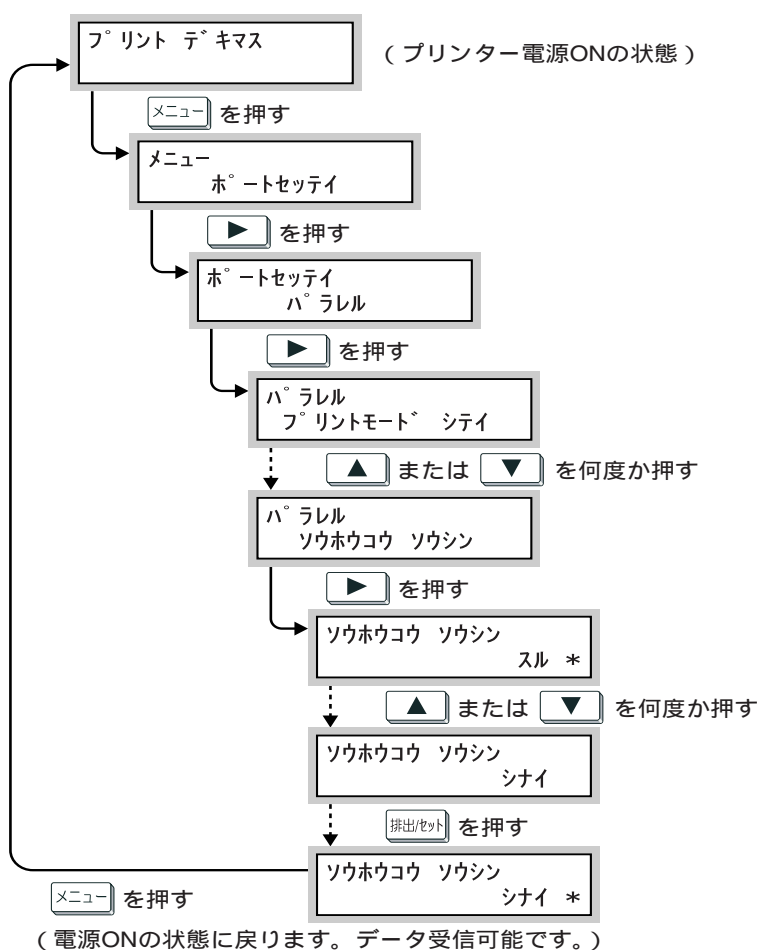 プリント デキマス
(プリンター電源ONの状態)
メニュー を押す
メニュー
ポートセッテイ
▶ を押す
ポートセッテイ
パラレル
▶ を押す
パラレル
プリントモード シテイ
▲ または ▼ を何度か押す
パラレル
ソウホウコウ ソウシン
▶ を押す
ソウホウコウ ソウシン
スル *
▲ または ▼ を何度か押す
ソウホウコウ ソウシン
シナイ
排出/セット を押す
ソウホウコウ ソウシン
シナイ *
メニュー を押す
(電源ONの状態に戻ります。データ受信可能です。)